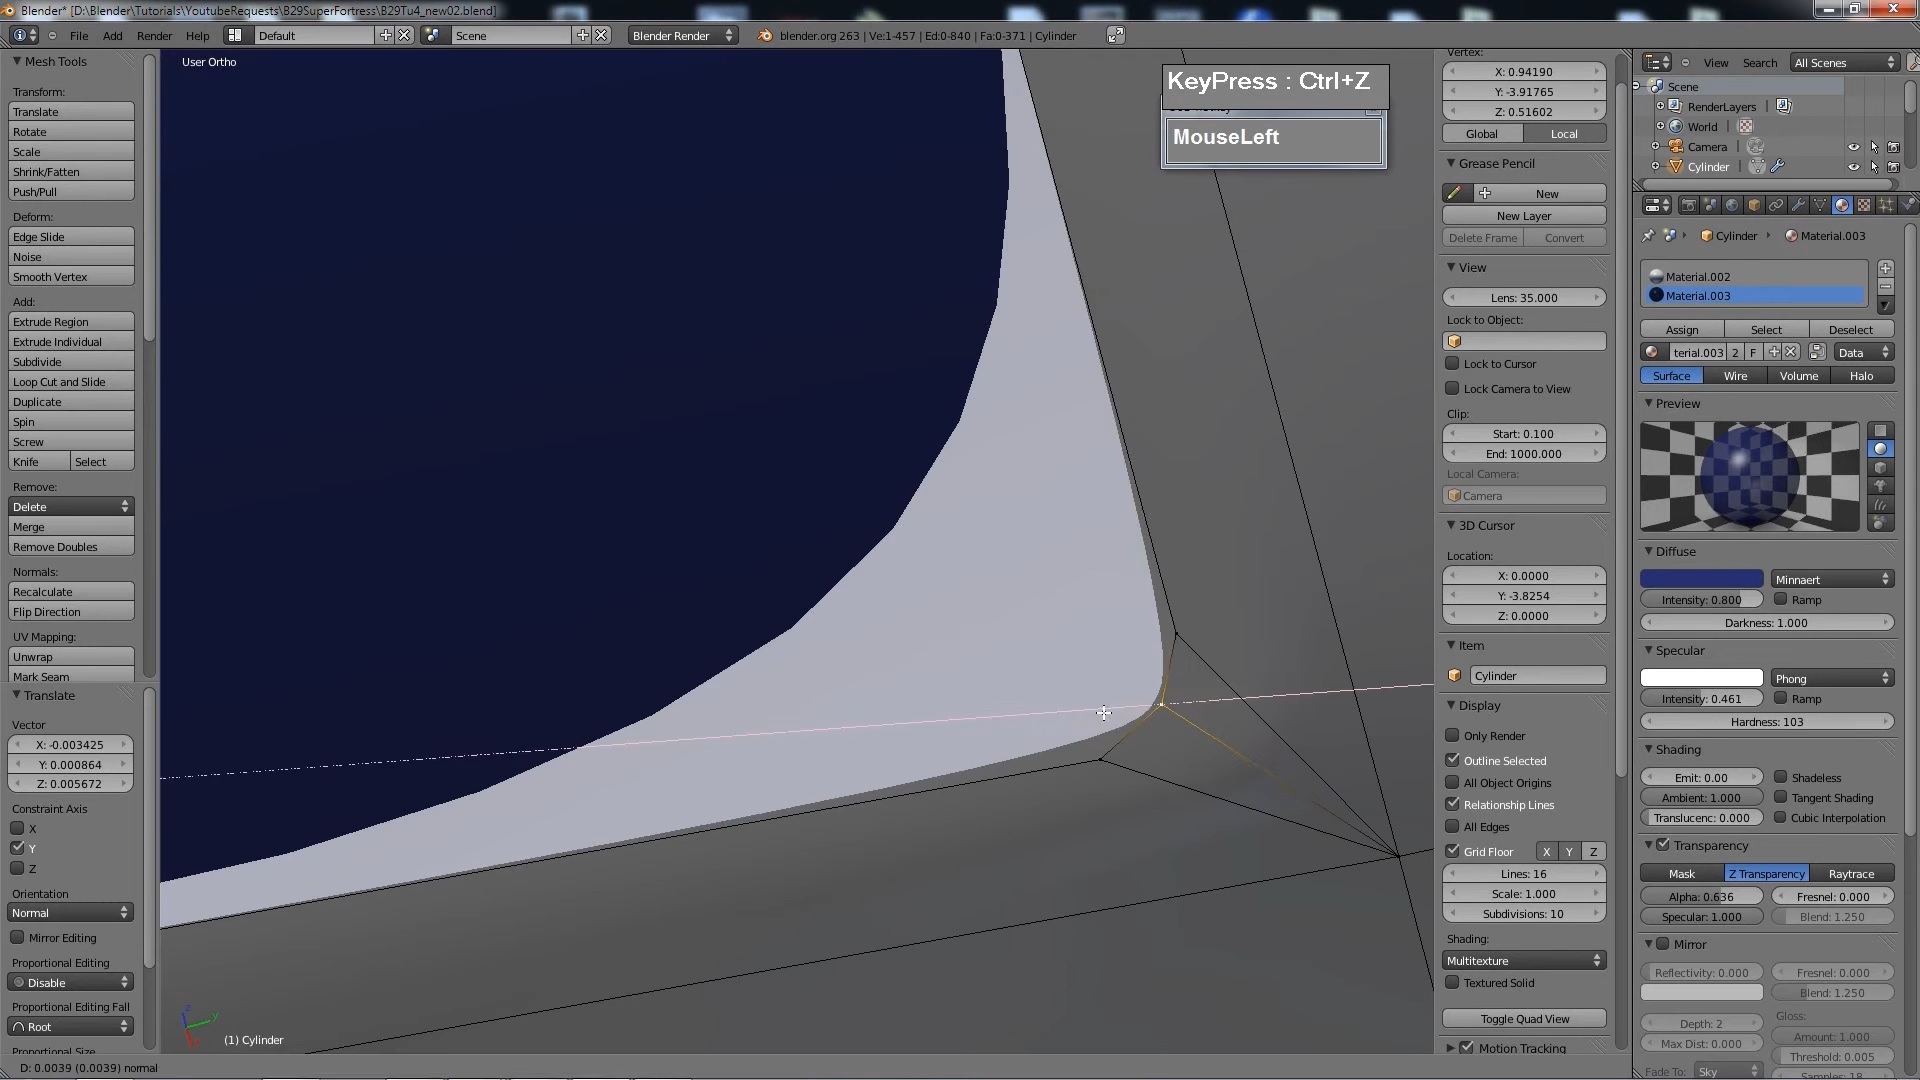 Blender* [D:\Blender\Tutorials\YoutubeRequests\B29SuperFortress\B29Tu4_new02.blend]
File Add Render Help Default Scene Blender Render blender.org 263 | Ve:1-457 | Ed:0-840 | Fa:0-371 | Cylinder
Mesh Tools
Transform:
Translate
Rotate
Scale
Shrink/Fatten
Push/Pull
Deform:
Edge Slide
Noise
Smooth Vertex
Add:
Extrude Region
Extrude Individual
Subdivide
Loop Cut and Slide
Duplicate
Spin
Screw
Knife Select
Remove:
Delete
Merge
Remove Doubles
Normals:
Recalculate
Flip Direction
UV Mapping:
Unwrap
Mark Seam
Translate
Vector
X: -0.003425
Y: 0.000864
Z: 0.005672
Constraint Axis
X
Y
Z
Orientation
Normal
Mirror Editing
Proportional Editing
Disable
Proportional Editing Fall
Root
Proportional Size
User Ortho
KeyPress : Ctrl+Z
MouseLeft
z
y
(1) Cylinder
D: 0.0039 (0.0039) normal
Vertex:
X: 0.94190
Y: -3.91765
Z: 0.51602
Global Local
Grease Pencil
New
New Layer
Delete Frame Convert
View
Lens: 35.000
Lock to Object:
Lock to Cursor
Lock Camera to View
Clip:
Start: 0.100
End: 1000.000
Local Camera:
Camera
3D Cursor
Location:
X: 0.0000
Y: -3.8254
Z: 0.0000
Item
Cylinder
Display
Only Render
Outline Selected
All Object Origins
Relationship Lines
All Edges
Grid Floor X Y Z
Lines: 16
Scale: 1.000
Subdivisions: 10
Shading:
Multitexture
Textured Solid
Toggle Quad View
Motion Tracking
View Search All Scenes
Scene
RenderLayers
World
Camera
Cylinder
Cylinder Material.003
Material.002
Material.003
Assign Select Deselect
terial.003 2 F Data
Surface Wire Volume Halo
Preview
Diffuse
Minnaert
Intensity: 0.800 Ramp
Darkness: 1.000
Specular
Phong
Intensity: 0.461 Ramp
Hardness: 103
Shading
Emit: 0.00 Shadeless
Ambient: 1.000 Tangent Shading
Translucenc: 0.000 Cubic Interpolation
Transparency
Mask Z Transparency Raytrace
Alpha: 0.636 Fresnel: 0.000
Specular: 1.000 Blend: 1.250
Mirror
Reflectivity: 0.000 Fresnel: 0.000
Blend: 1.250
Depth: 2 Gloss:
Max Dist: 0.000 Amount: 1.000
Threshold: 0.005
Fade To: Sky Samples: 18